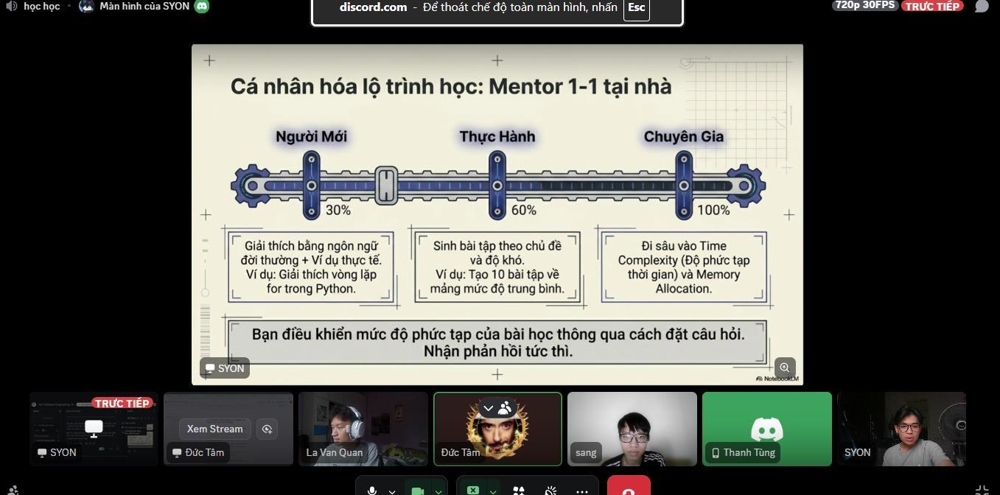 học học
Màn hình của SYON
discord.com - Để thoát chế độ toàn màn hình, nhấn Esc
720p 30FPS TRỰC TIẾP
Cá nhân hóa lộ trình học: Mentor 1-1 tại nhà
Người Mới
Thực Hành
Chuyên Gia
30%
60%
100%
Giải thích bằng ngôn ngữ
đời thường + Ví dụ thực tế.
Ví dụ: Giải thích vòng lặp
for trong Python.
Sinh bài tập theo chủ đề
và độ khó.
Ví dụ: Tạo 10 bài tập về
mảng mức độ trung bình.
Đi sâu vào Time
Complexity (Độ phức tạp
thời gian) và Memory
Allocation.
Bạn điều khiển mức độ phức tạp của bài học thông qua cách đặt câu hỏi.
Nhận phản hồi tức thì.
SYON
NotebookLM
TRỰC TIẾP
SYON
Xem Stream
Đức Tâm
La Van Quan
Đức Tâm
sang
Thanh Tùng
SYON